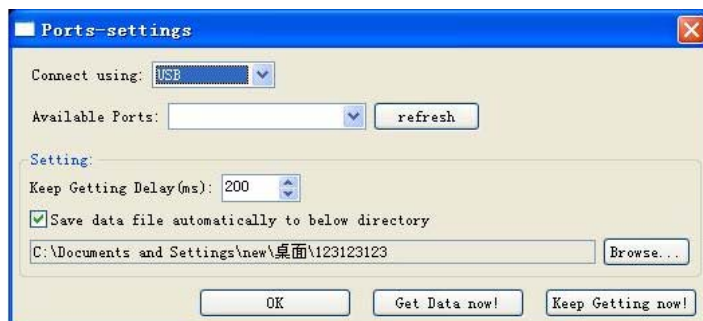 Ports-settings
Connect using: USB
Available Ports: refresh
Setting:
Keep Getting Delay(ms): 200
Save data file automatically to below directory
C:\Documents and Settings\new\桌面\123123123 Browse...
OK Get Data now! Keep Getting now!